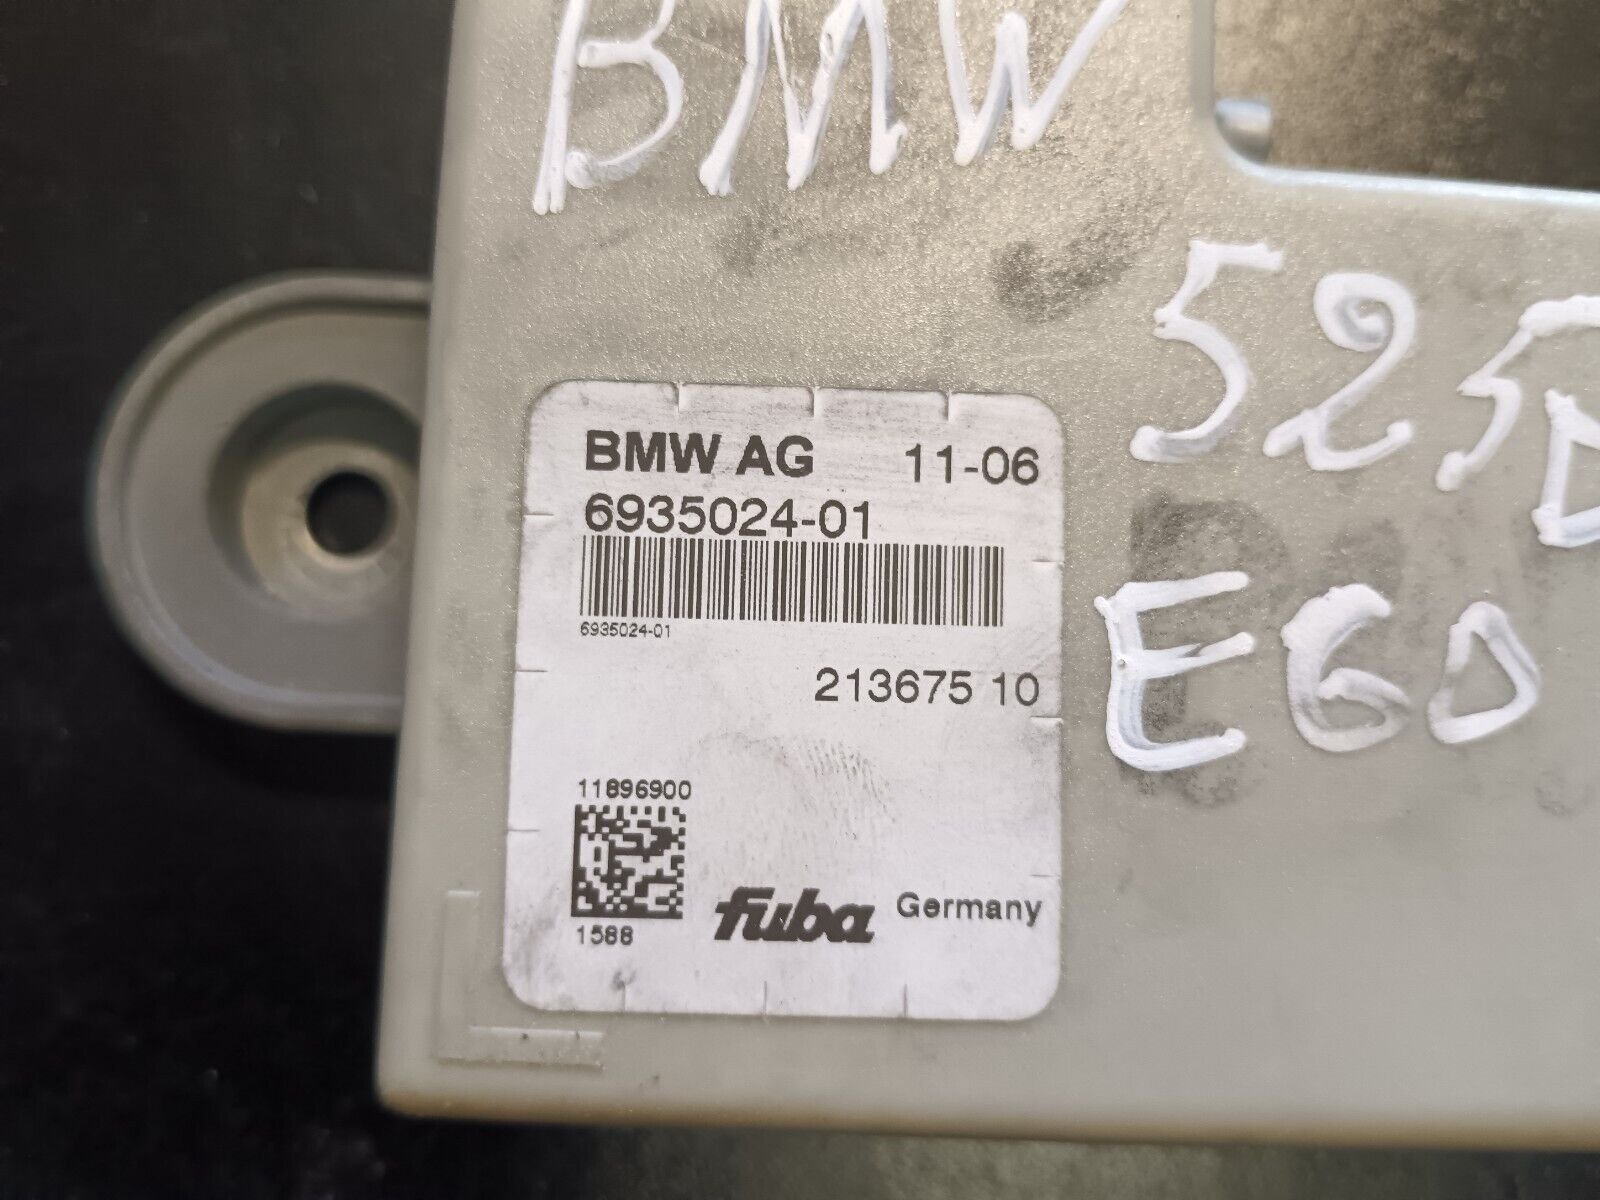 BMW
525D
E60
BMW AG 11-06
6935024-01
6935024-01
213675 10
11896900
1588
fuba Germany